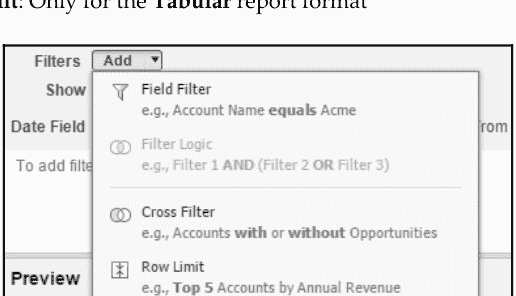 it: Only for the Tabular report format
Filters Add
Show Field Filter
e.g., Account Name equals Acme
Date Field Filter Logic from
To add filte e.g., Filter 1 AND (Filter 2 OR Filter 3)
Cross Filter
e.g., Accounts with or without Opportunities
Preview Row Limit
e.g., Top 5 Accounts by Annual Revenue